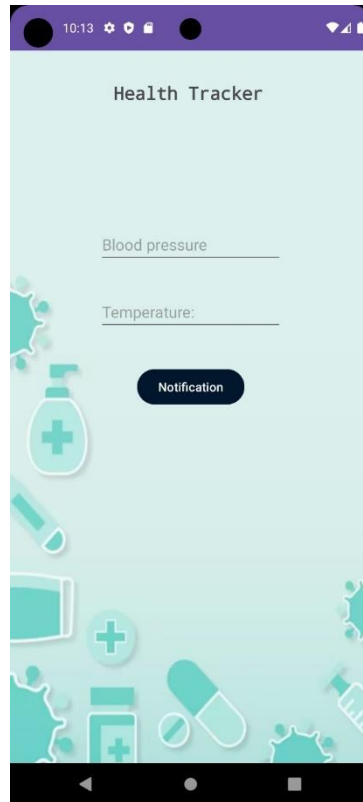 10:13
Health Tracker
Blood pressure
Temperature:
Notification